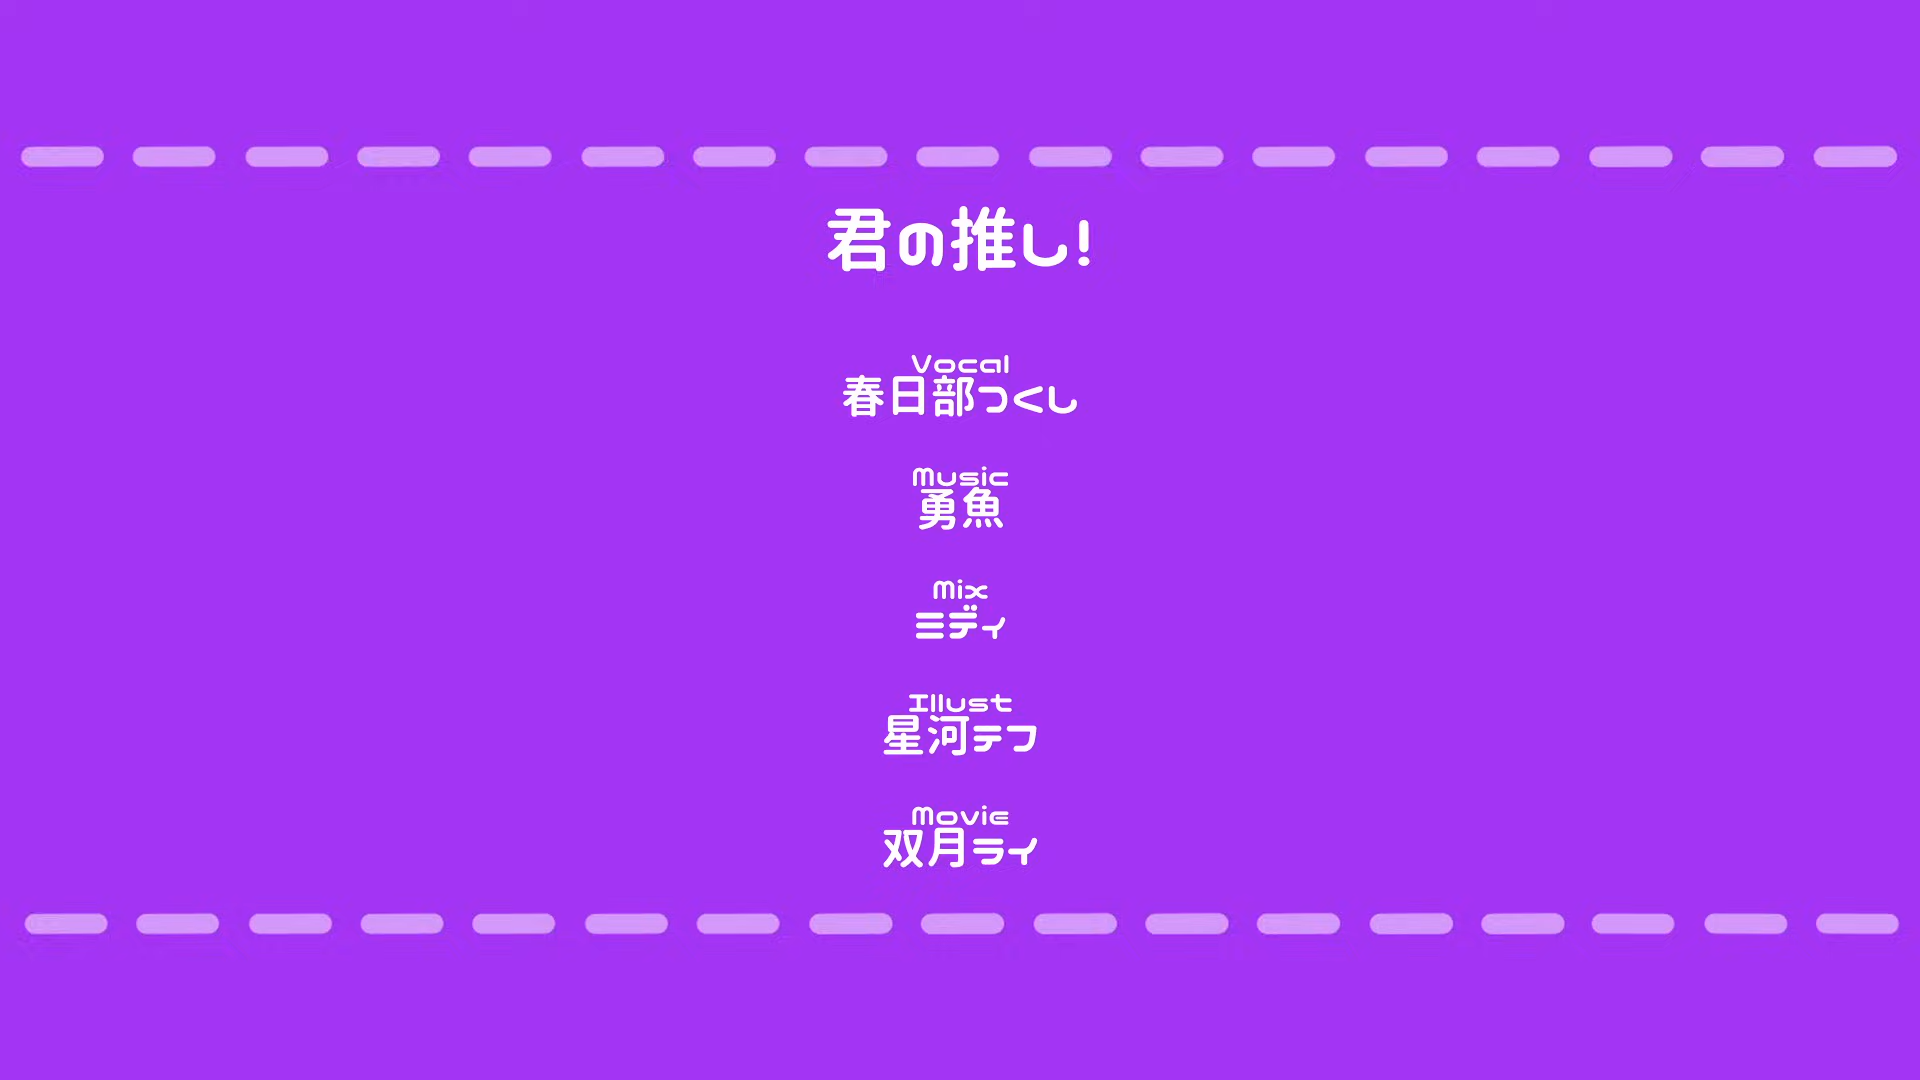 君の推し!
Vocal
春日部つくし
Music
勇魚
Mix
ミディ
Illust
星河テフ
Movie
双月ライ